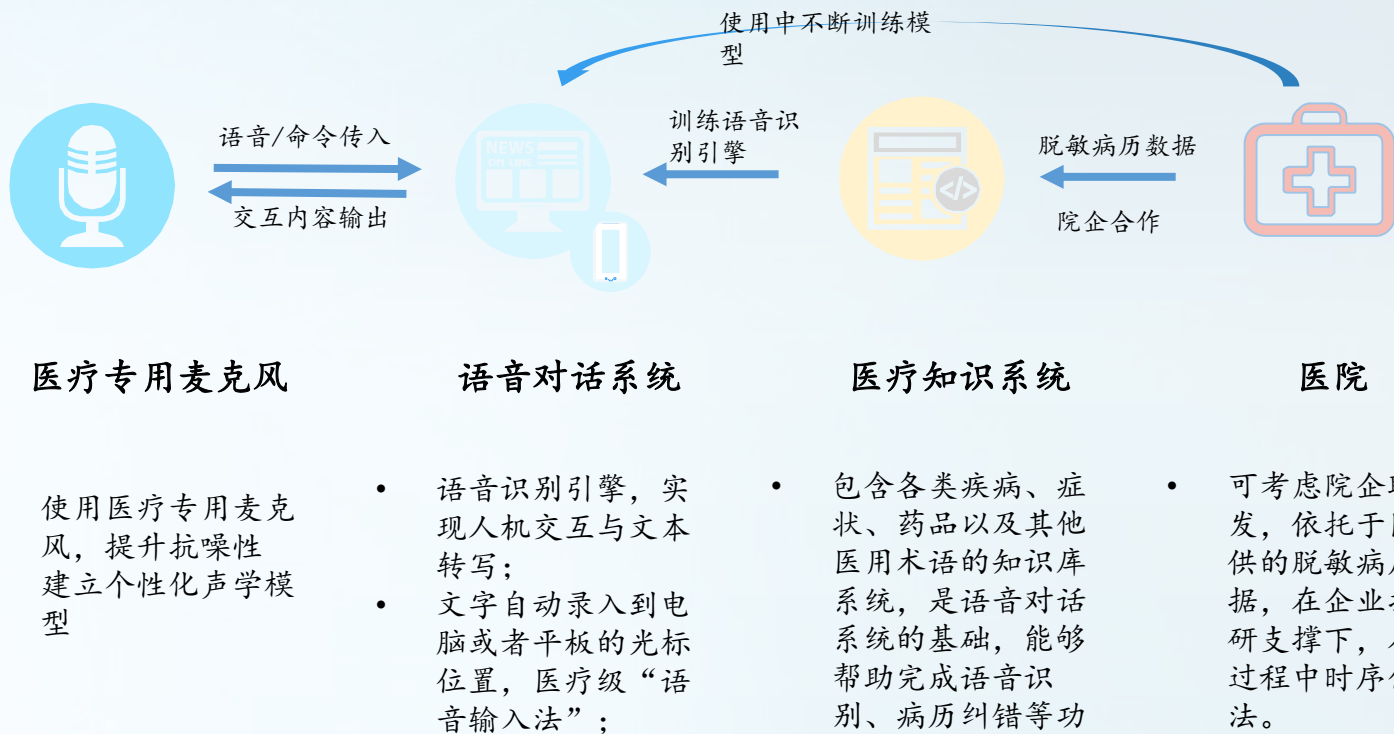 使用中不断训练模
型
语音/命令传入
交互内容输出
NEWS
ON LINE
训练语音识
别引擎
脱敏病历数据
院企合作
医疗专用麦克风
语音对话系统
医疗知识系统
医院
使用医疗专用麦克
风，提升抗噪性
建立个性化声学模
型
• 语音识别引擎，实
现人机交互与文本
转写；
• 文字自动录入到电
脑或者平板的光标
位置，医疗级“语
音输入法”；
• 包含各类疾病、症
状、药品以及其他
医用术语的知识库
系统，是语音对话
系统的基础，能够
帮助完成语音识
别、病历纠错等功
• 可考虑院企
发，依托于
供的脱敏病
据，在企业
研支撑下，
过程中时序
法。